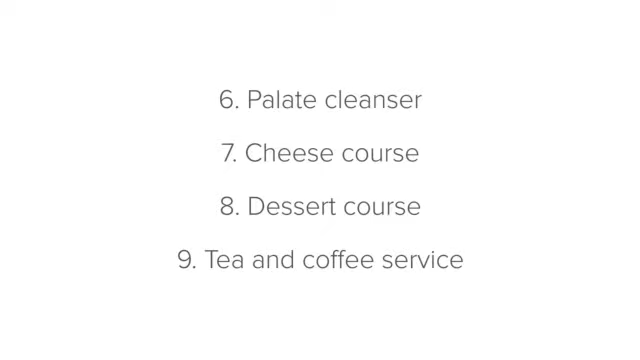 6. Palate cleanser
7. Cheese course
8. Dessert course
9. Tea and coffee service